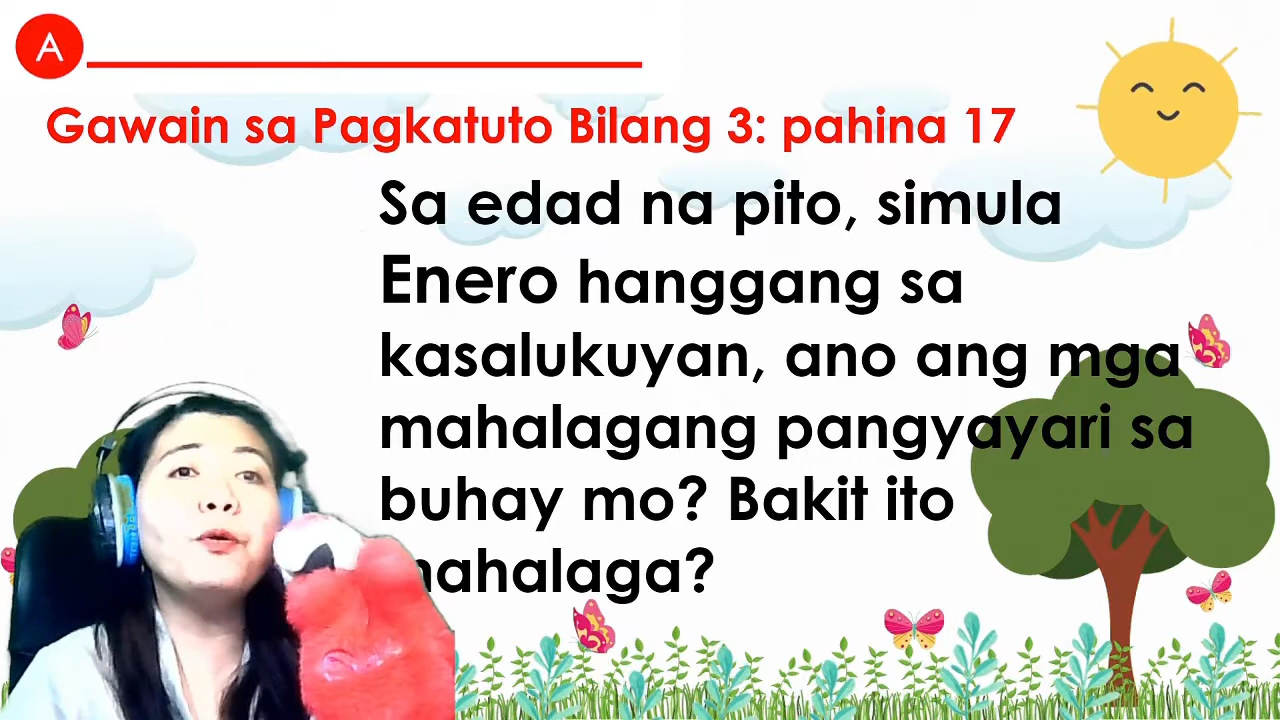 A
Gawain sa Pagkatuto Bilang 3: pahina 17
Sa edad na pito, simula
Enero hanggang sa
kasalukuyan, ano ang mga
mahalagang pangyayari sa
buhay mo? Bakit ito
mahalaga?